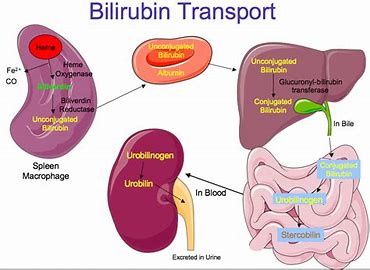 Bilirubin Transport
Heme
Heme
Oxygenase
Fe²⁺
CO
Biliverdin
Biliverdin
Reductase
Unconjugated
Bilirubin
Spleen
Macrophage
Unconjugated
Bilirubin
Albumin
Unconjugated
Bilirubin
Glucuronyl-bilirubin
transferase
Conjugated
Bilirubin
In Bile
Conjugated
Bilirubin
Urobilinogen
Stercobilin
In Blood
Urobilinogen
Urobilin
Excreted in Urine